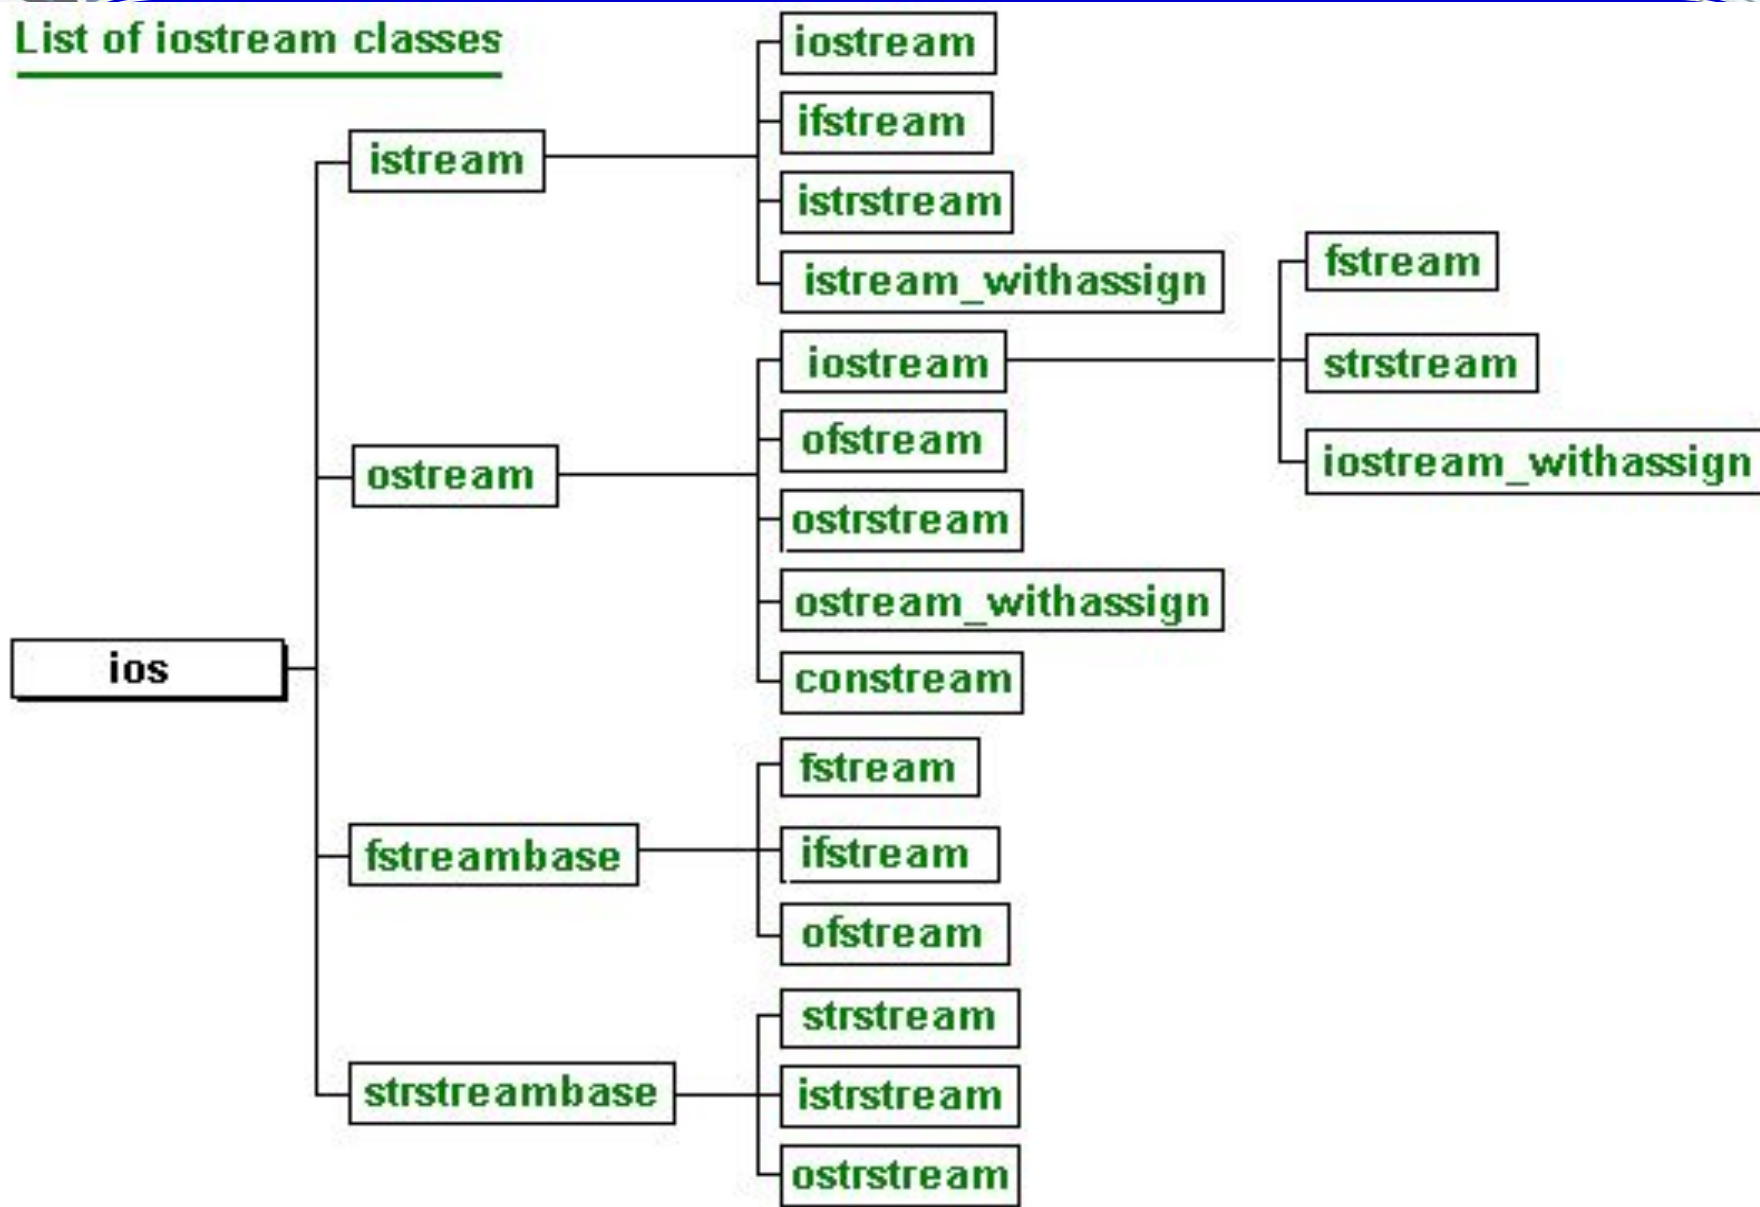 List of iostream classes
iostream
ifstream
istream
istrstream
istream_withassign
fstream
iostream
strstream
ofstream
iostream_withassign
ostream
ostrstream
ostream_withassign
ios
constream
fstream
fstreambase
ifstream
ofstream
strstream
strstreambase
istrstream
ostrstream